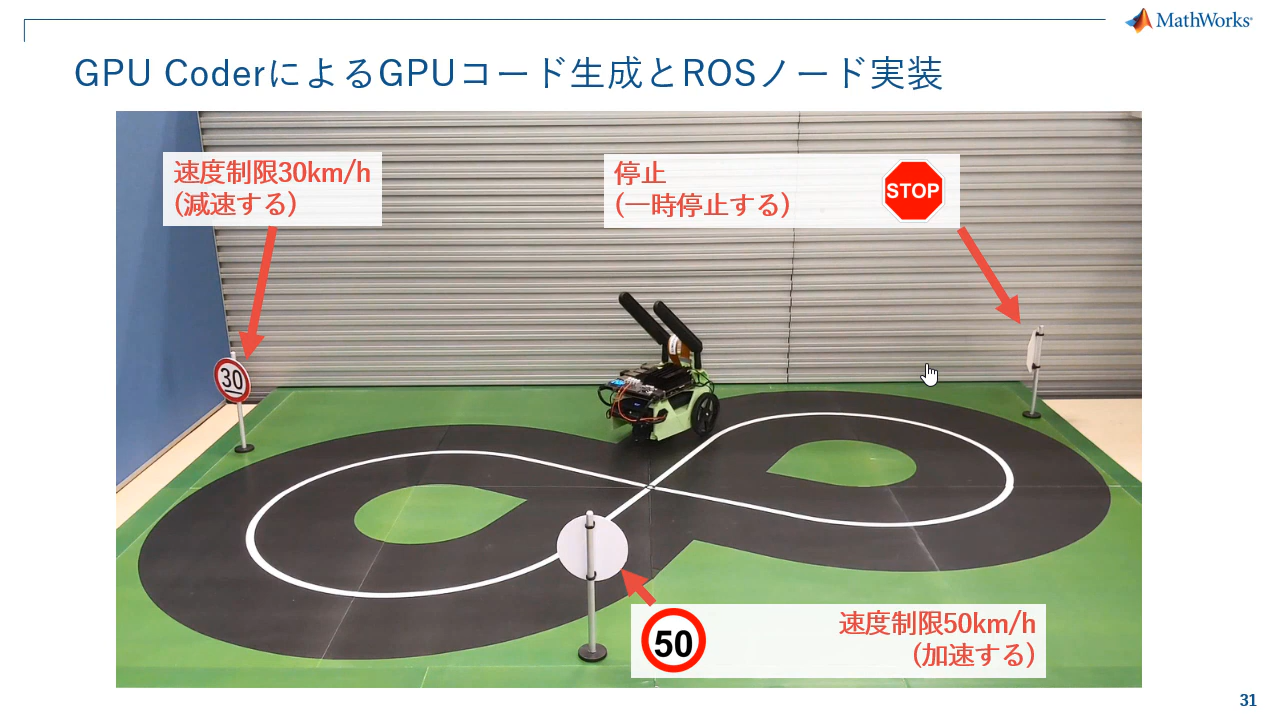 MathWorks
GPU CoderによるGPUコード生成とROSノード実装
速度制限30km/h
(減速する)
停止
(一時停止する)
STOP
30
50
速度制限50km/h
(加速する)
31